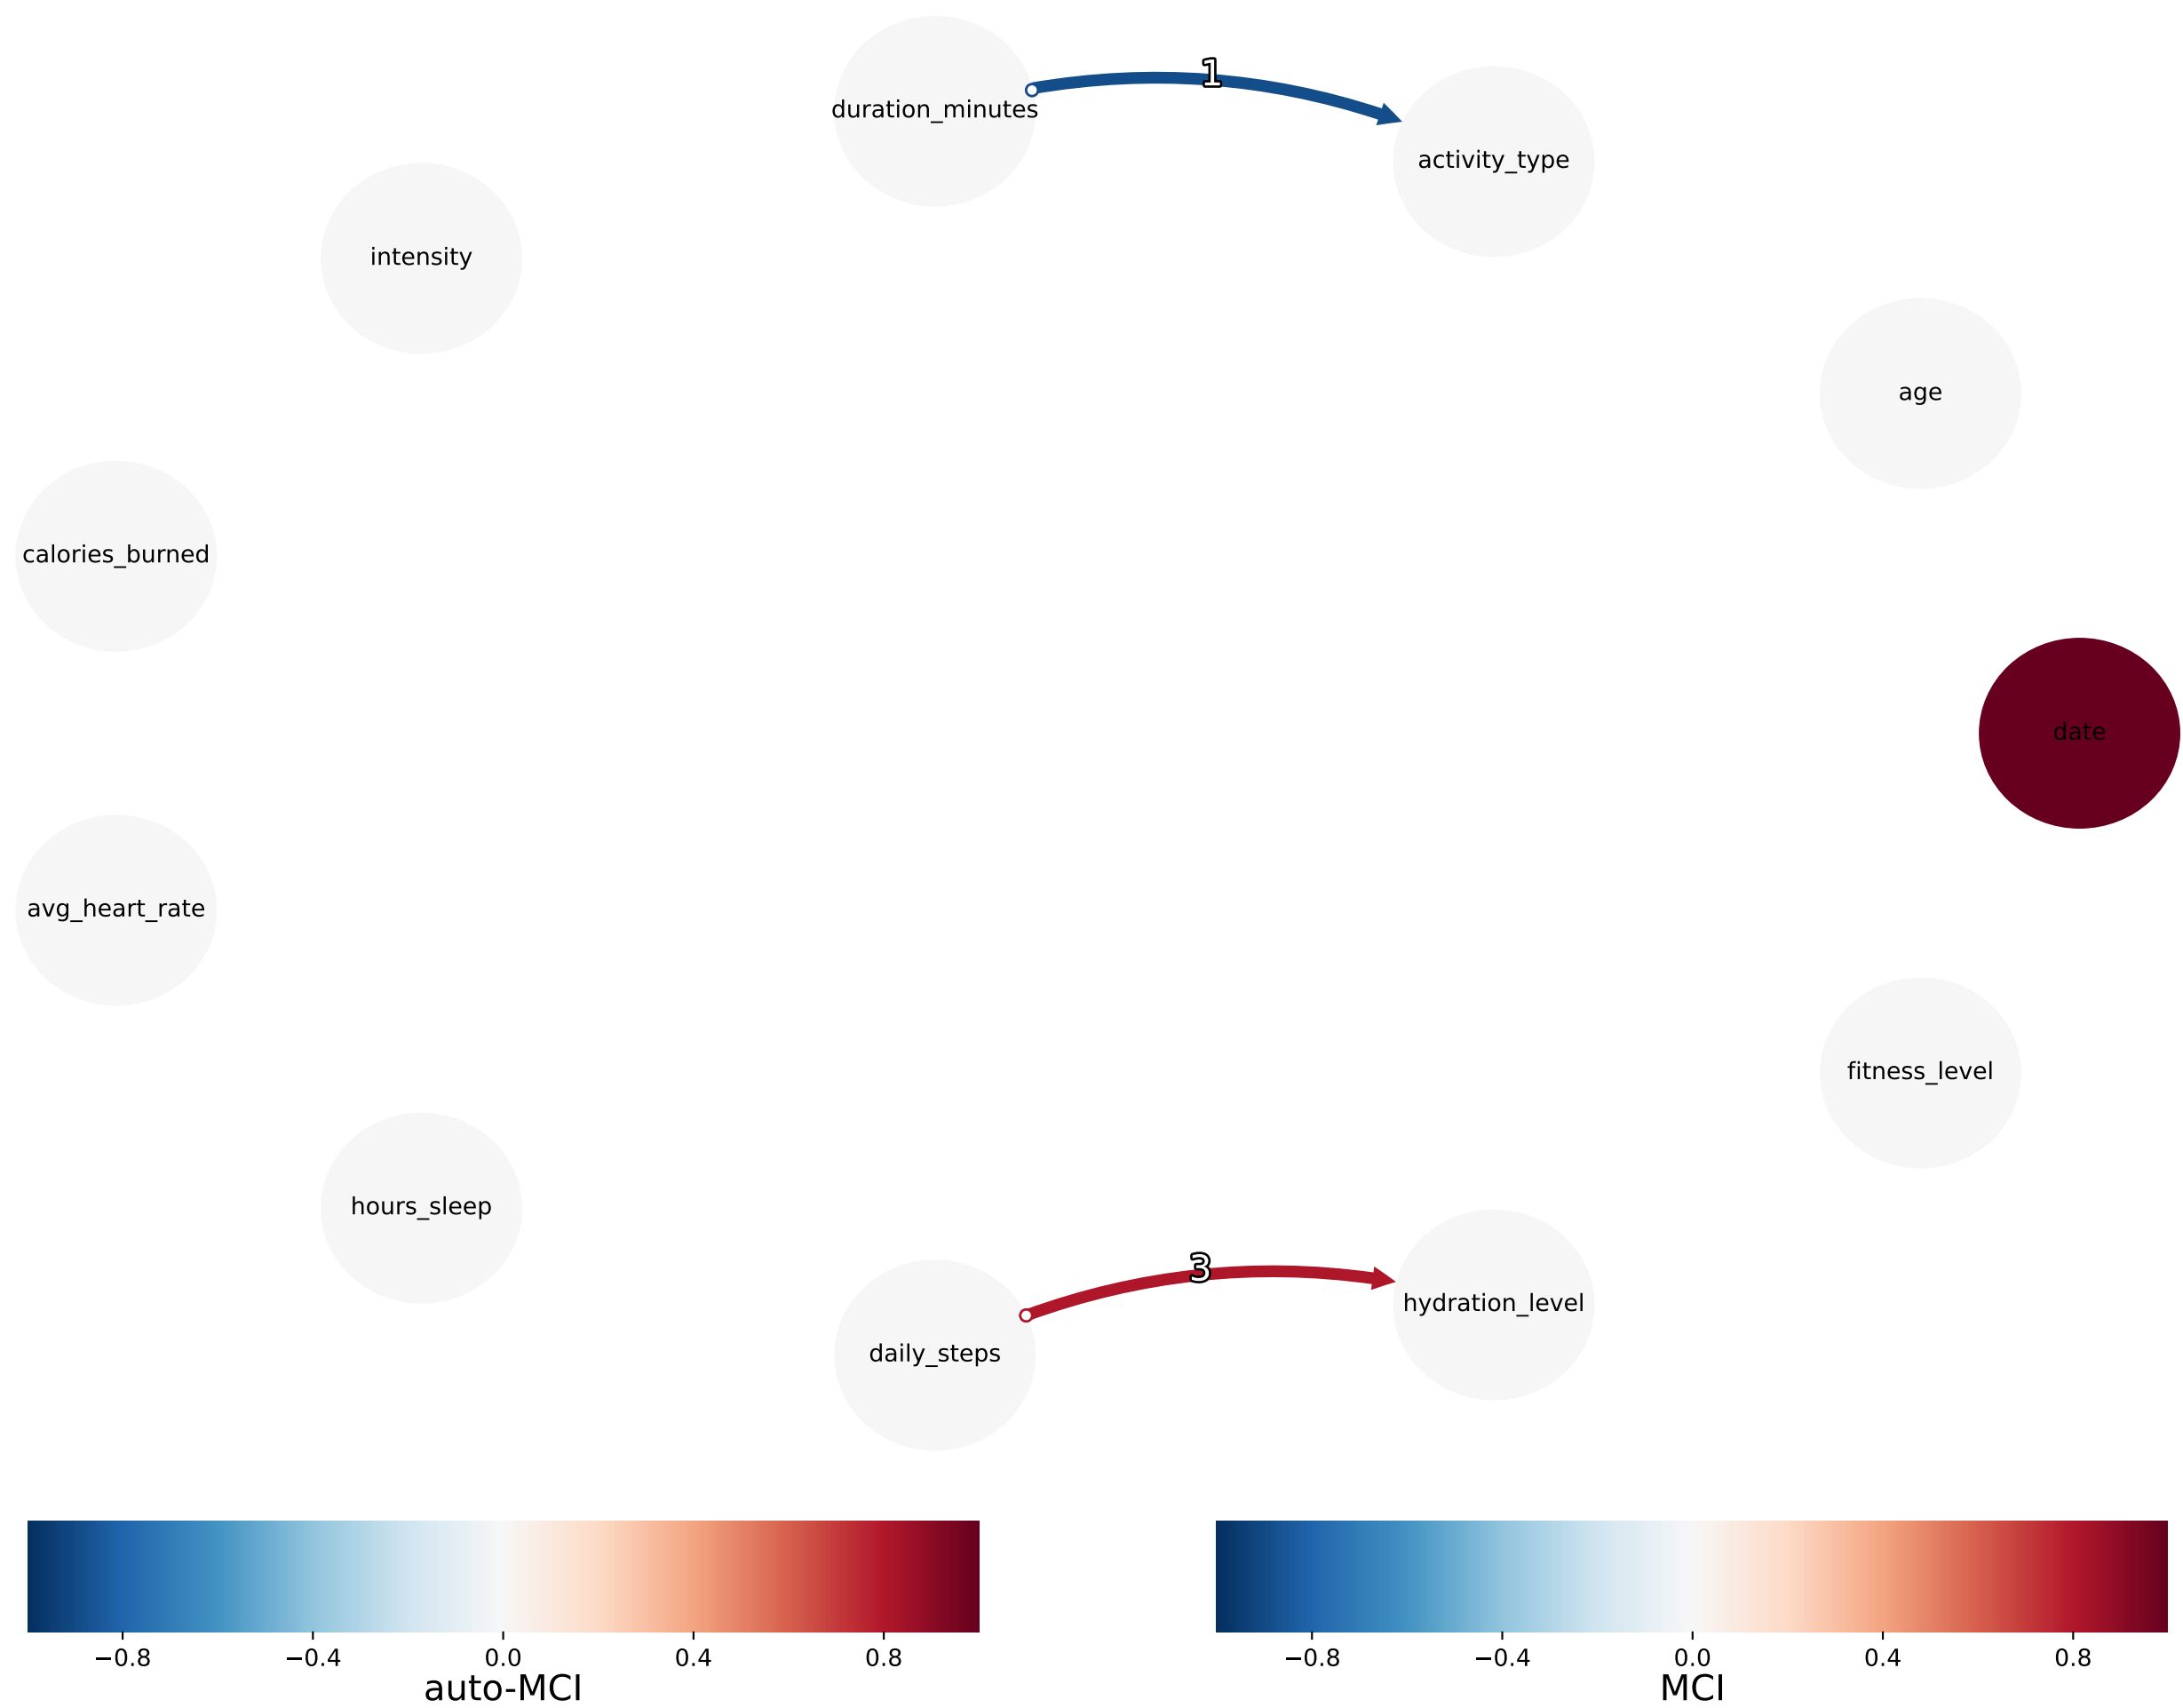 1
duration_minutes
activity_type
intensity
age
calories_burned
date
avg_heart_rate
fitness_level
hours_sleep
3
hydration_level
daily_steps
−0.8 −0.4 0.0 0.4 0.8
auto-MCI
−0.8 −0.4 0.0 0.4 0.8
MCI